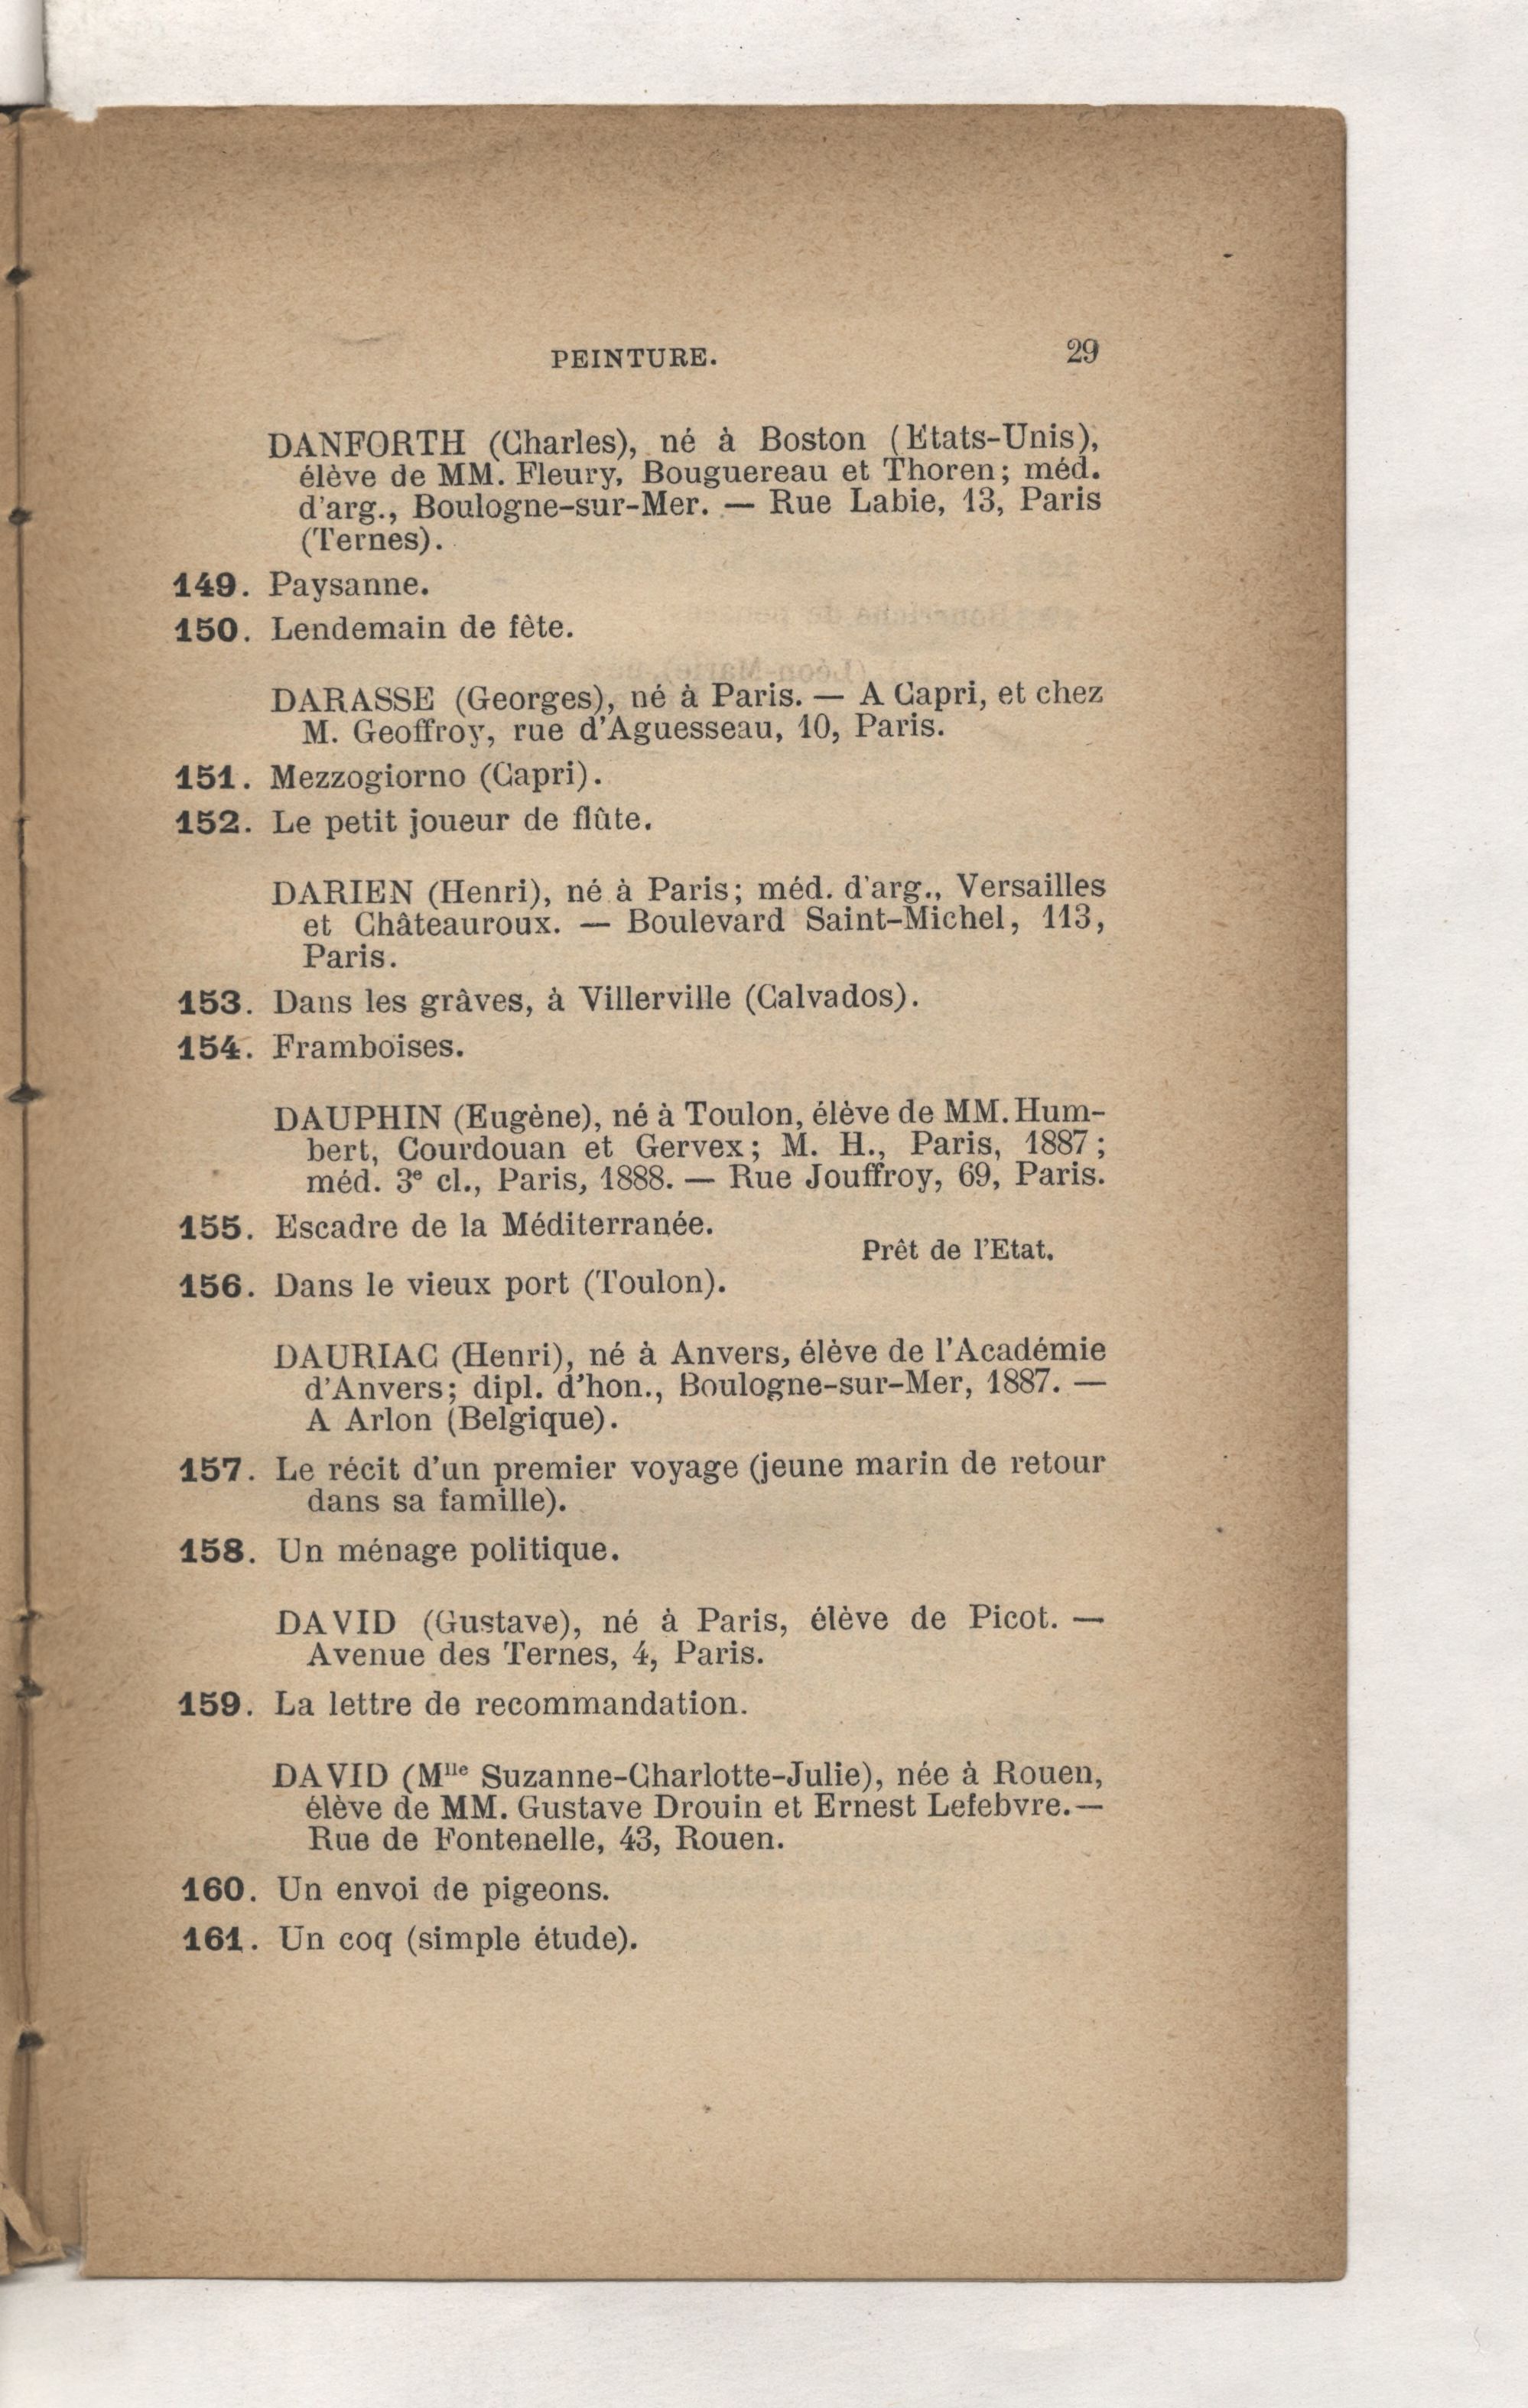 PEINTURE. 29
DANFORTH (Charles), né à Boston (Etats-Unis),
élève de MM. Fleury, Bouguereau et Thoren; méd.
d'arg., Boulogne-sur-Mer. — Rue Labie, 13, Paris
(Ternes).
149. Paysanne.
150. Lendemain de fête.
DARASSE (Georges), né à Paris. — A Capri, et chez
M. Geoffroy, rue d'Aguesseau, 10, Paris.
151. Mezzogiorno (Capri).
152. Le petit joueur de flûte.
DARIEN (Henri), né à Paris; méd. d'arg., Versailles
et Châteauroux. — Boulevard Saint-Michel, 113,
Paris.
153. Dans les grâves, à Villerville (Calvados).
154. Framboises.
DAUPHIN (Eugène), né à Toulon, élève de MM. Hum-
bert, Courdouan et Gervex; M. H., Paris, 1887;
méd. 3e cl., Paris, 1888. — Rue Jouffroy, 69, Paris.
155. Escadre de la Méditerranée.
Prêt de l'Etat.
156. Dans le vieux port (Toulon).
DAURIAC (Henri), né à Anvers, élève de l'Académie
d'Anvers; dipl. d'hon., Boulogne-sur-Mer, 1887. —
A Arlon (Belgique).
157. Le récit d'un premier voyage (jeune marin de retour
dans sa famille).
158. Un ménage politique.
DAVID (Gustave), né à Paris, élève de Picot. —
Avenue des Ternes, 4, Paris.
159. La lettre de recommandation.
DAVID (Mlle Suzanne-Charlotte-Julie), née à Rouen,
élève de MM. Gustave Drouin et Ernest Lefebvre.—
Rue de Fontenelle, 43, Rouen.
160. Un envoi de pigeons.
161. Un coq (simple étude).